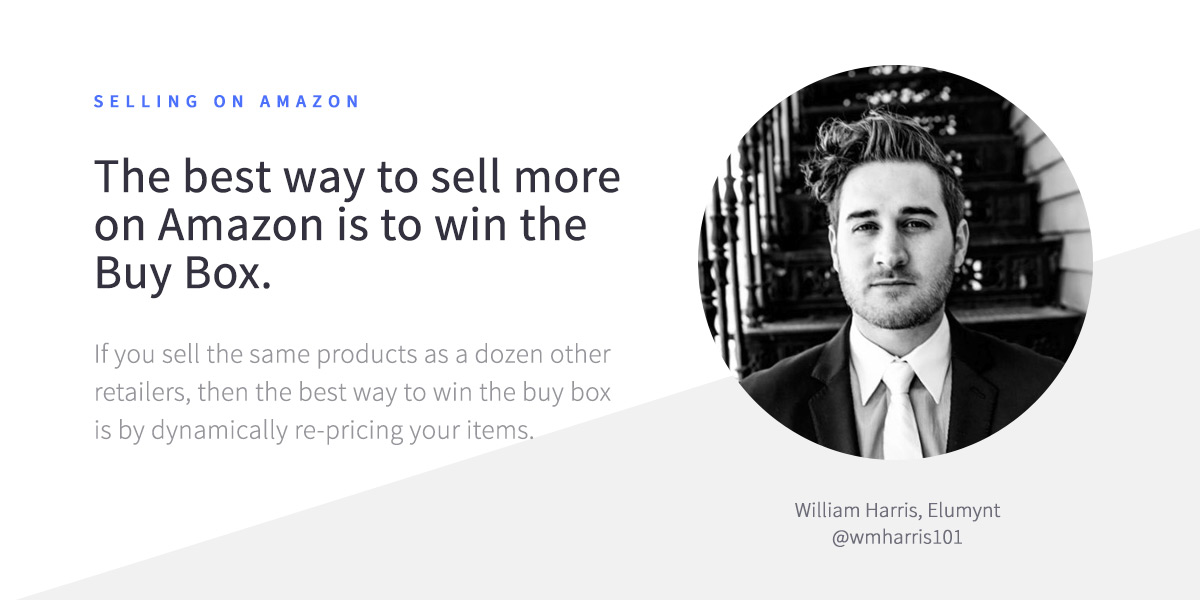 SELLING ON AMAZON
The best way to sell more
on Amazon is to win the
Buy Box.
If you sell the same products as a dozen other
retailers, then the best way to win the buy box
is by dynamically re-pricing your items.
William Harris, Elumynt
@wmharris101